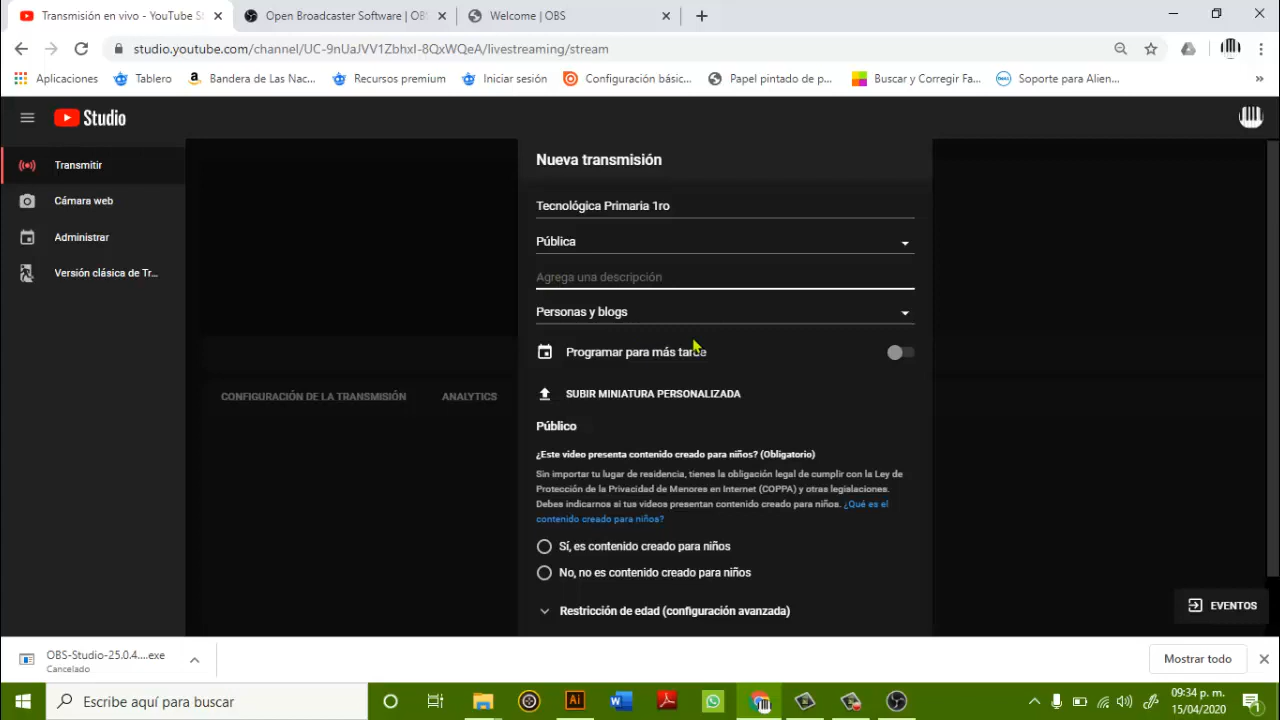 Transmisión en vivo - YouTube S
Open Broadcaster Software | OBS
Welcome | OBS
studio.youtube.com/channel/UC-9nUaJVV1ZbhxI-8QxWQeA/livestreaming/stream
Aplicaciones
Tablero
Bandera de Las Nac...
Recursos premium
Iniciar sesión
Configuración básic...
Papel pintado de p...
Buscar y Corregir Fa...
Soporte para Alien...
»
Studio
Transmitir
Cámara web
Administrar
Versión clásica de Tr...
CONFIGURACIÓN DE LA TRANSMISIÓN
ANALYTICS
Nueva transmisión
Tecnológica Primaria 1ro
Pública
Agrega una descripción
Personas y blogs
Programar para más tarde
SUBIR MINIATURA PERSONALIZADA
Público
¿Este video presenta contenido creado para niños? (Obligatorio)
Sin importar tu lugar de residencia, tienes la obligación legal de cumplir con la Ley de
Protección de la Privacidad de Menores en Internet (COPPA) y otras legislaciones.
Debes indicarnos si tus videos presentan contenido creado para niños. ¿Qué es el
contenido creado para niños?
Sí, es contenido creado para niños
No, no es contenido creado para niños
Restricción de edad (configuración avanzada)
EVENTOS
OBS-Studio-25.0.4....exe
Cancelado
Mostrar todo
Escribe aquí para buscar
Ai
09:34 p. m.
15/04/2020
1